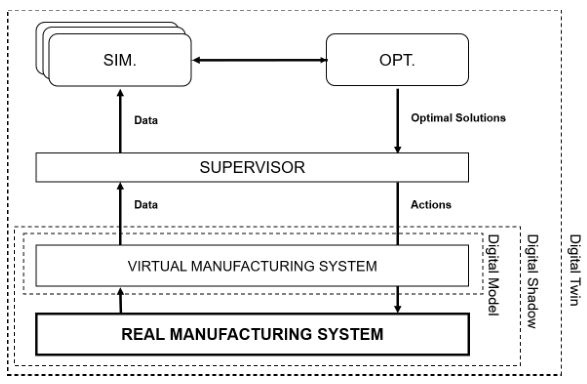 SIM.
OPT.
Data
Optimal Solutions
SUPERVISOR
Data
Actions
VIRTUAL MANUFACTURING SYSTEM
REAL MANUFACTURING SYSTEM
Digital Model
Digital Shadow
Digital Twin